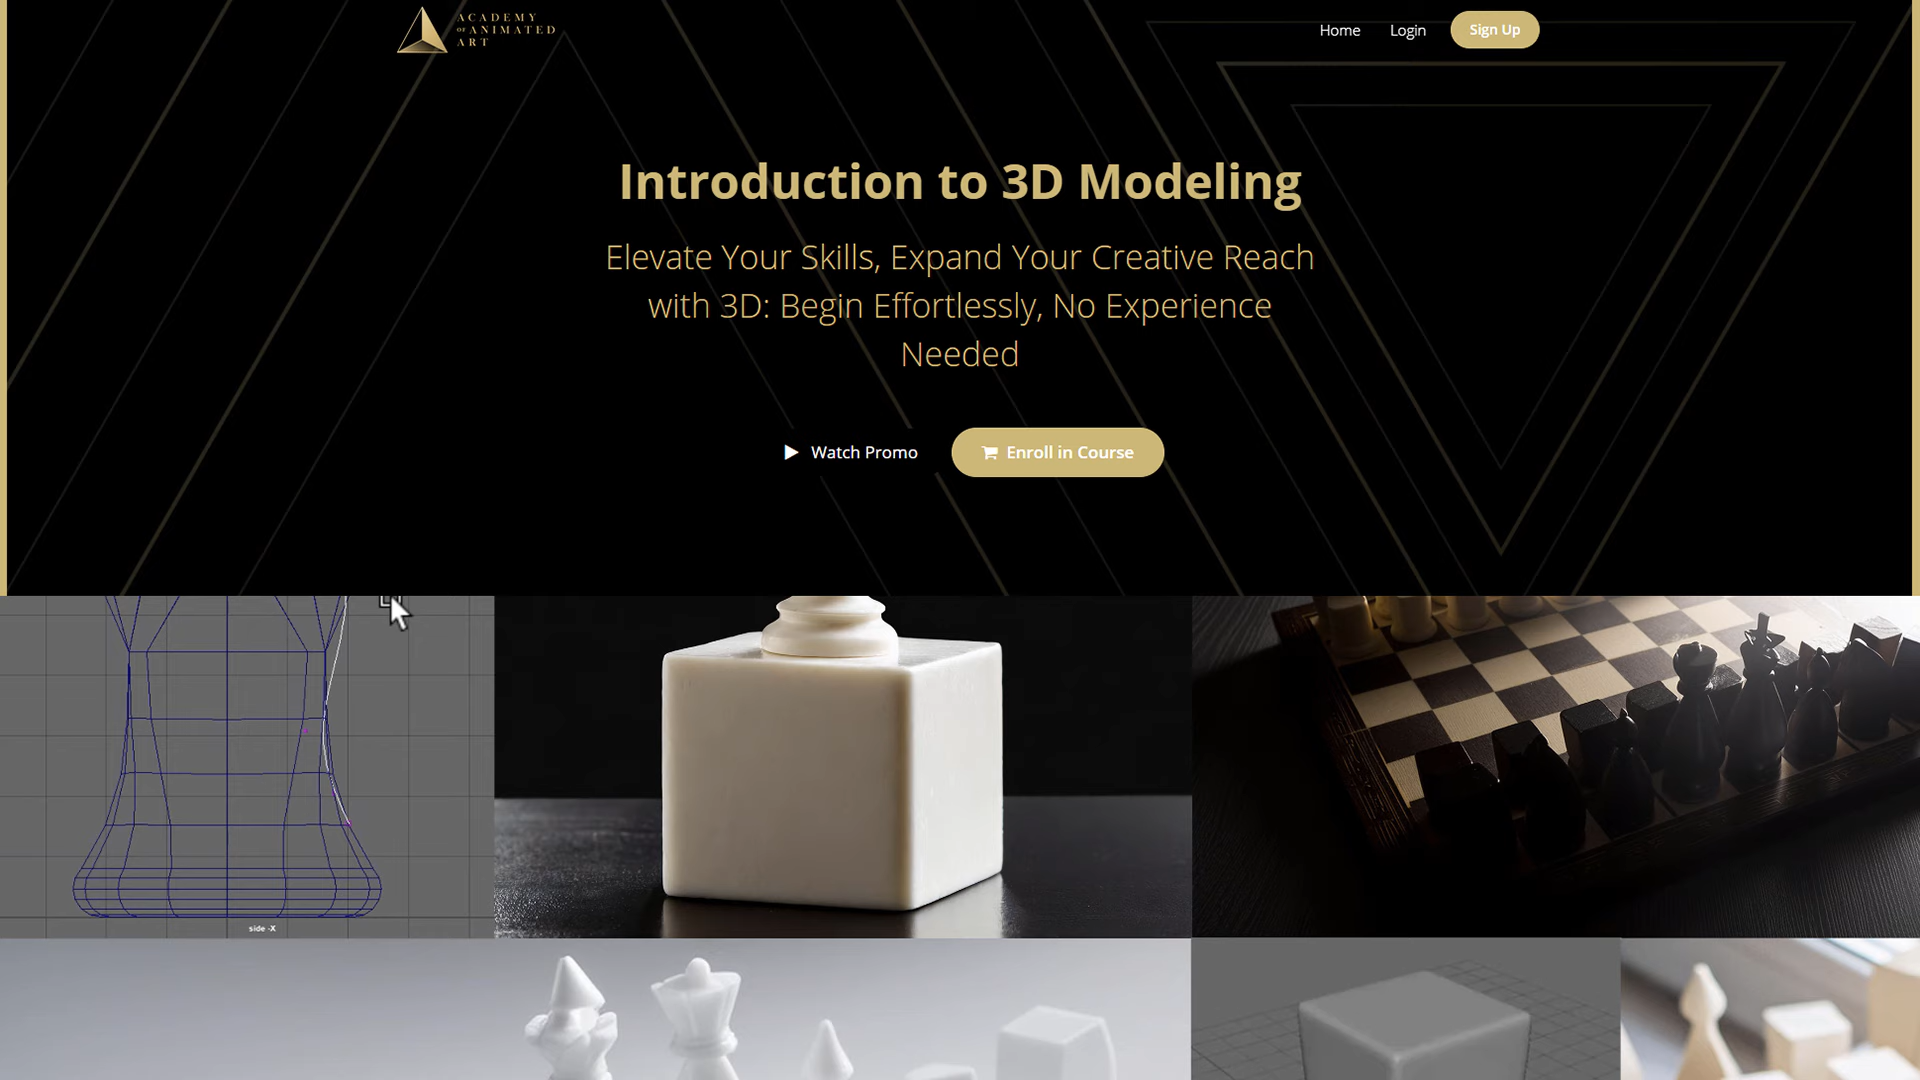 ACADEMY
OF ANIMATED
ART
Home
Login
Sign Up
Introduction to 3D Modeling
Elevate Your Skills, Expand Your Creative Reach
with 3D: Begin Effortlessly, No Experience
Needed
Watch Promo
Enroll in Course
side -X